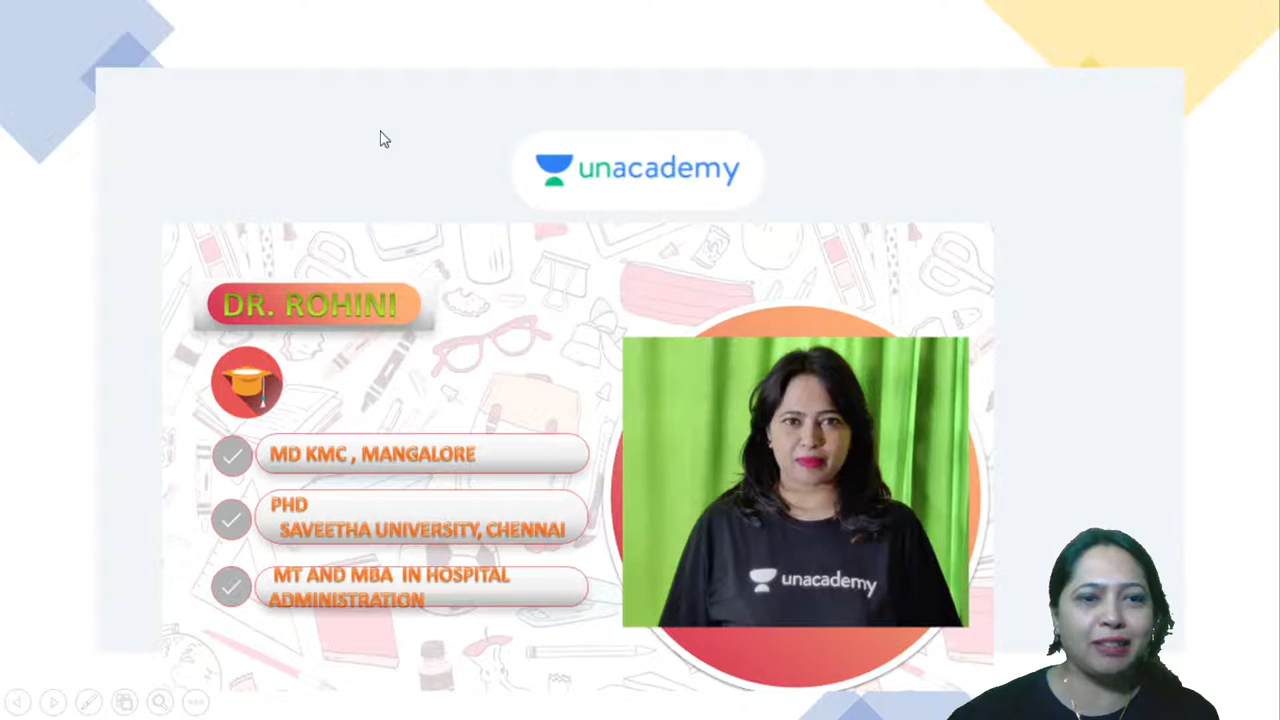 unacademy
DR. ROHINI
MD KMC , MANGALORE
PHD
SAVEETHA UNIVERSITY, CHENNAI
MT AND MBA IN HOSPITAL
ADMINISTRATION
unacademy